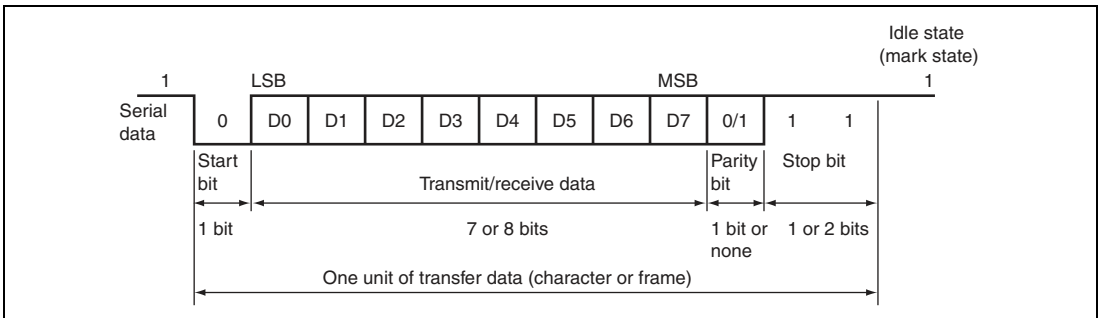 Idle state
(mark state)
1 LSB MSB 1
Serial
data
0 D0 D1 D2 D3 D4 D5 D6 D7 0/1 1 1
Start
bit
Transmit/receive data
Parity
bit
Stop bit
1 bit
7 or 8 bits
1 bit or
none
1 or 2 bits
One unit of transfer data (character or frame)